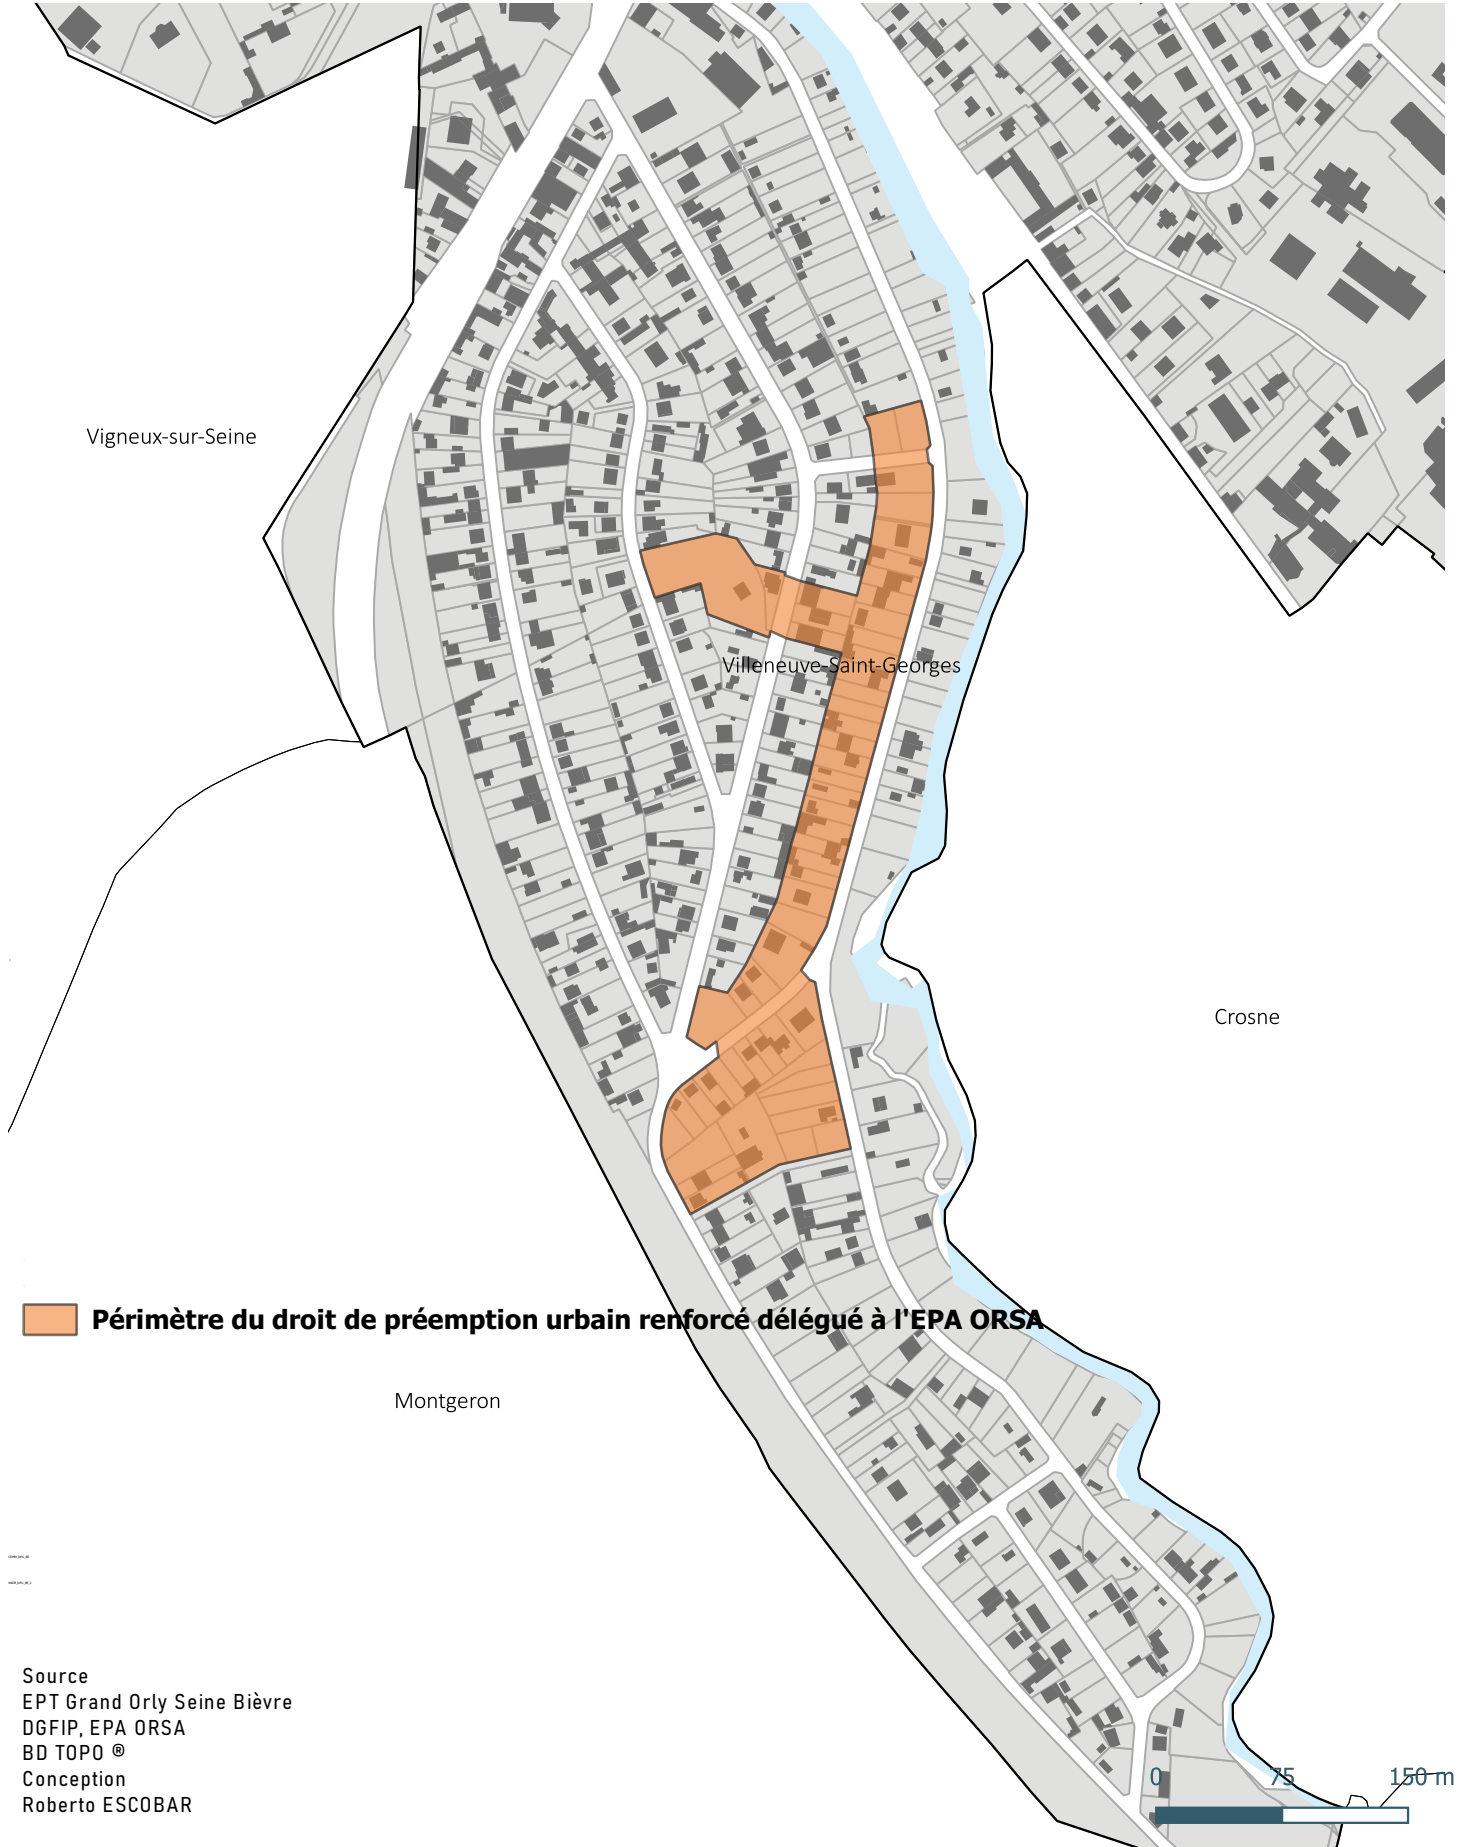 Vigneux-sur-Seine
Villeneuve-Saint-Georges
Crosne
Périmètre du droit de préemption urbain renforcé délégué à l'EPA ORSA
Montgeron
Source
EPT Grand Orly Seine Bièvre
DGFIP, EPA ORSA
BD TOPO ®
Conception
Roberto ESCOBAR
0 75 150 m